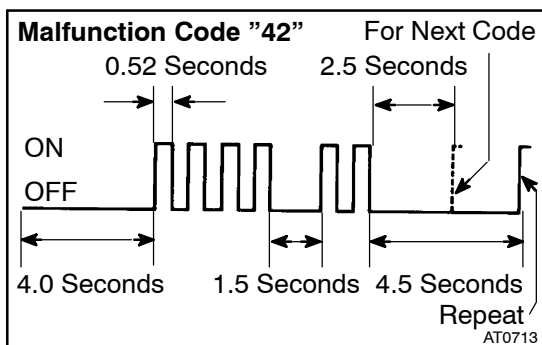 Malfunction Code ”42”
For Next Code
0.52 Seconds
2.5 Seconds
ON
OFF
4.0 Seconds
1.5 Seconds
4.5 Seconds
Repeat
AT0713